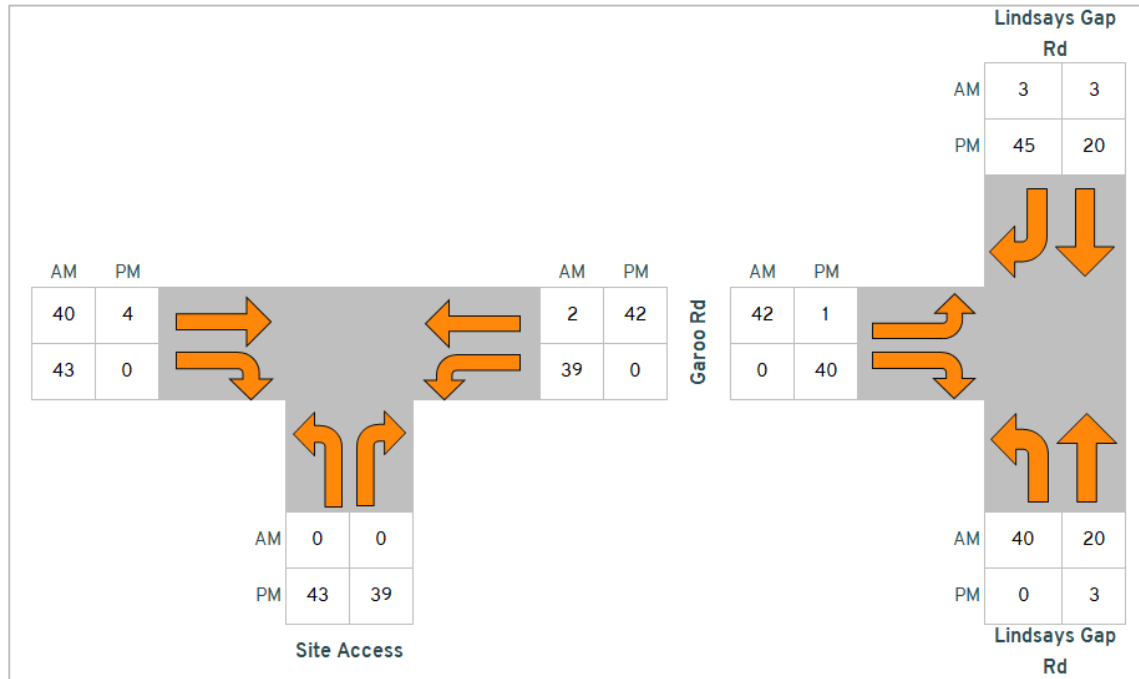 Lindsays Gap
Rd
AM 3 3
PM 45 20
AM PM
40 4
43 0
AM PM
2 42
39 0
Garoo Rd
AM PM
42 1
0 40
AM 0 0
PM 43 39
Site Access
AM 40 20
PM 0 3
Lindsays Gap
Rd